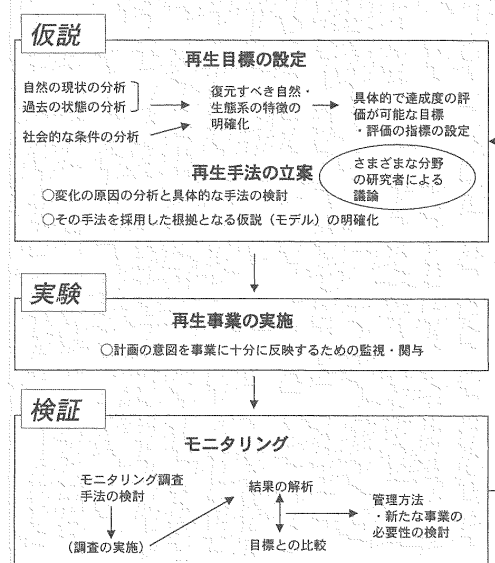 仮説
再生目標の設定
自然の現状の分析
過去の状態の分析
社会的な条件の分析
復元すべき自然・
生態系の特徴の
明確化
具体的で達成度の評
価が可能な目標
・評価の指標の設定
再生手法の立案
さまざまな分野
の研究者による
議論
○変化の原因の分析と具体的な手法の検討
○その手法を採用した根拠となる仮説（モデル）の明確化
実験
再生事業の実施
○計画の意図を事業に十分に反映するための監視・関与
検証
モニタリング
モニタリング調査
手法の検討
（調査の実施）
結果の解析
目標との比較
管理方法
・新たな事業の
必要性の検討